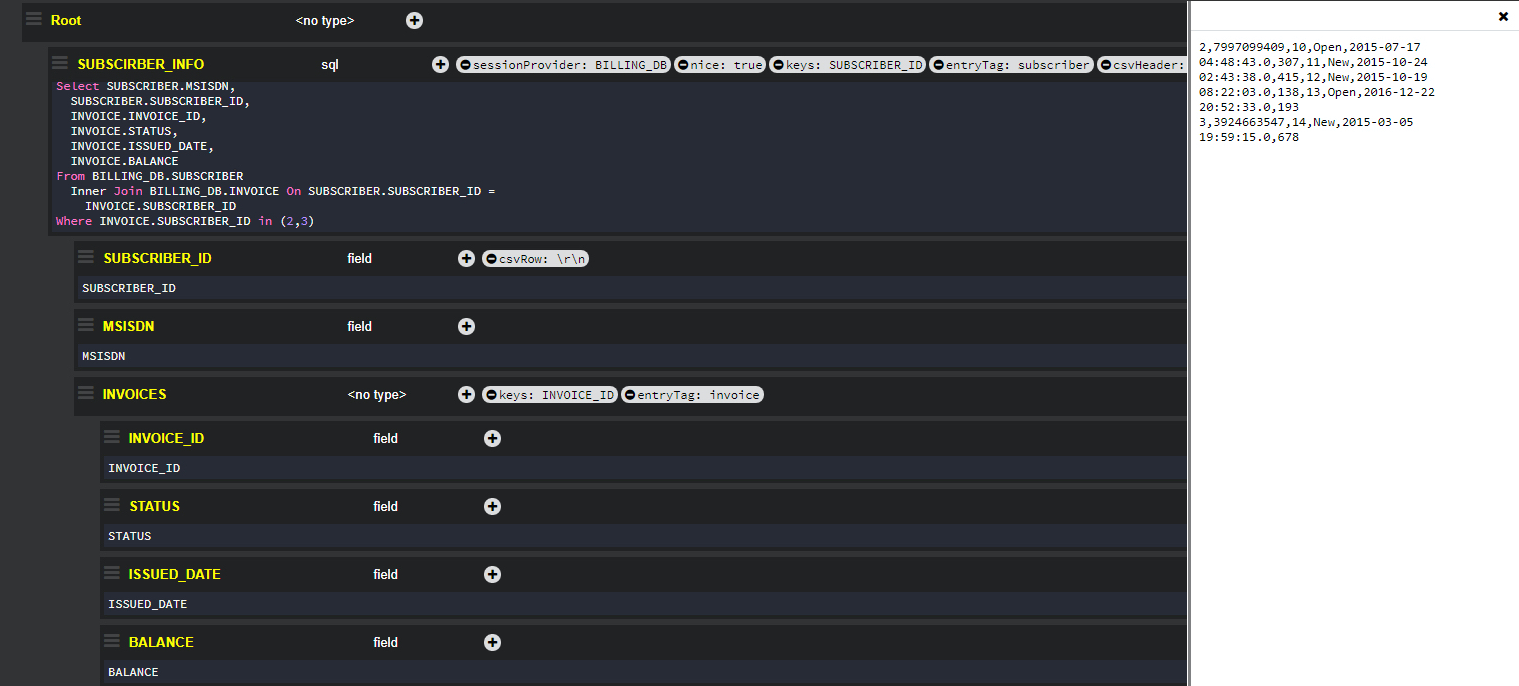 Root <no type>
SUBSCIRBER_INFO sql sessionProvider: BILLING_DB nice: true keys: SUBSCRIBER_ID entryTag: subscriber csvHeader:
Select SUBSCRIBER.MSISDN,
SUBSCRIBER.SUBSCRIBER_ID,
INVOICE.INVOICE_ID,
INVOICE.STATUS,
INVOICE.ISSUED_DATE,
INVOICE.BALANCE
From BILLING_DB.SUBSCRIBER
Inner Join BILLING_DB.INVOICE On SUBSCRIBER.SUBSCRIBER_ID =
INVOICE.SUBSCRIBER_ID
Where INVOICE.SUBSCRIBER_ID in (2,3)
SUBSCRIBER_ID field csvRow: \r\n
SUBSCRIBER_ID
MSISDN field
MSISDN
INVOICES <no type> keys: INVOICE_ID entryTag: invoice
INVOICE_ID field
INVOICE_ID
STATUS field
STATUS
ISSUED_DATE field
ISSUED_DATE
BALANCE field
BALANCE
2,7997099409,10,Open,2015-07-17
04:48:43.0,307,11,New,2015-10-24
02:43:38.0,415,12,New,2015-10-19
08:22:03.0,138,13,Open,2016-12-22
20:52:33.0,193
3,3924663547,14,New,2015-03-05
19:59:15.0,678